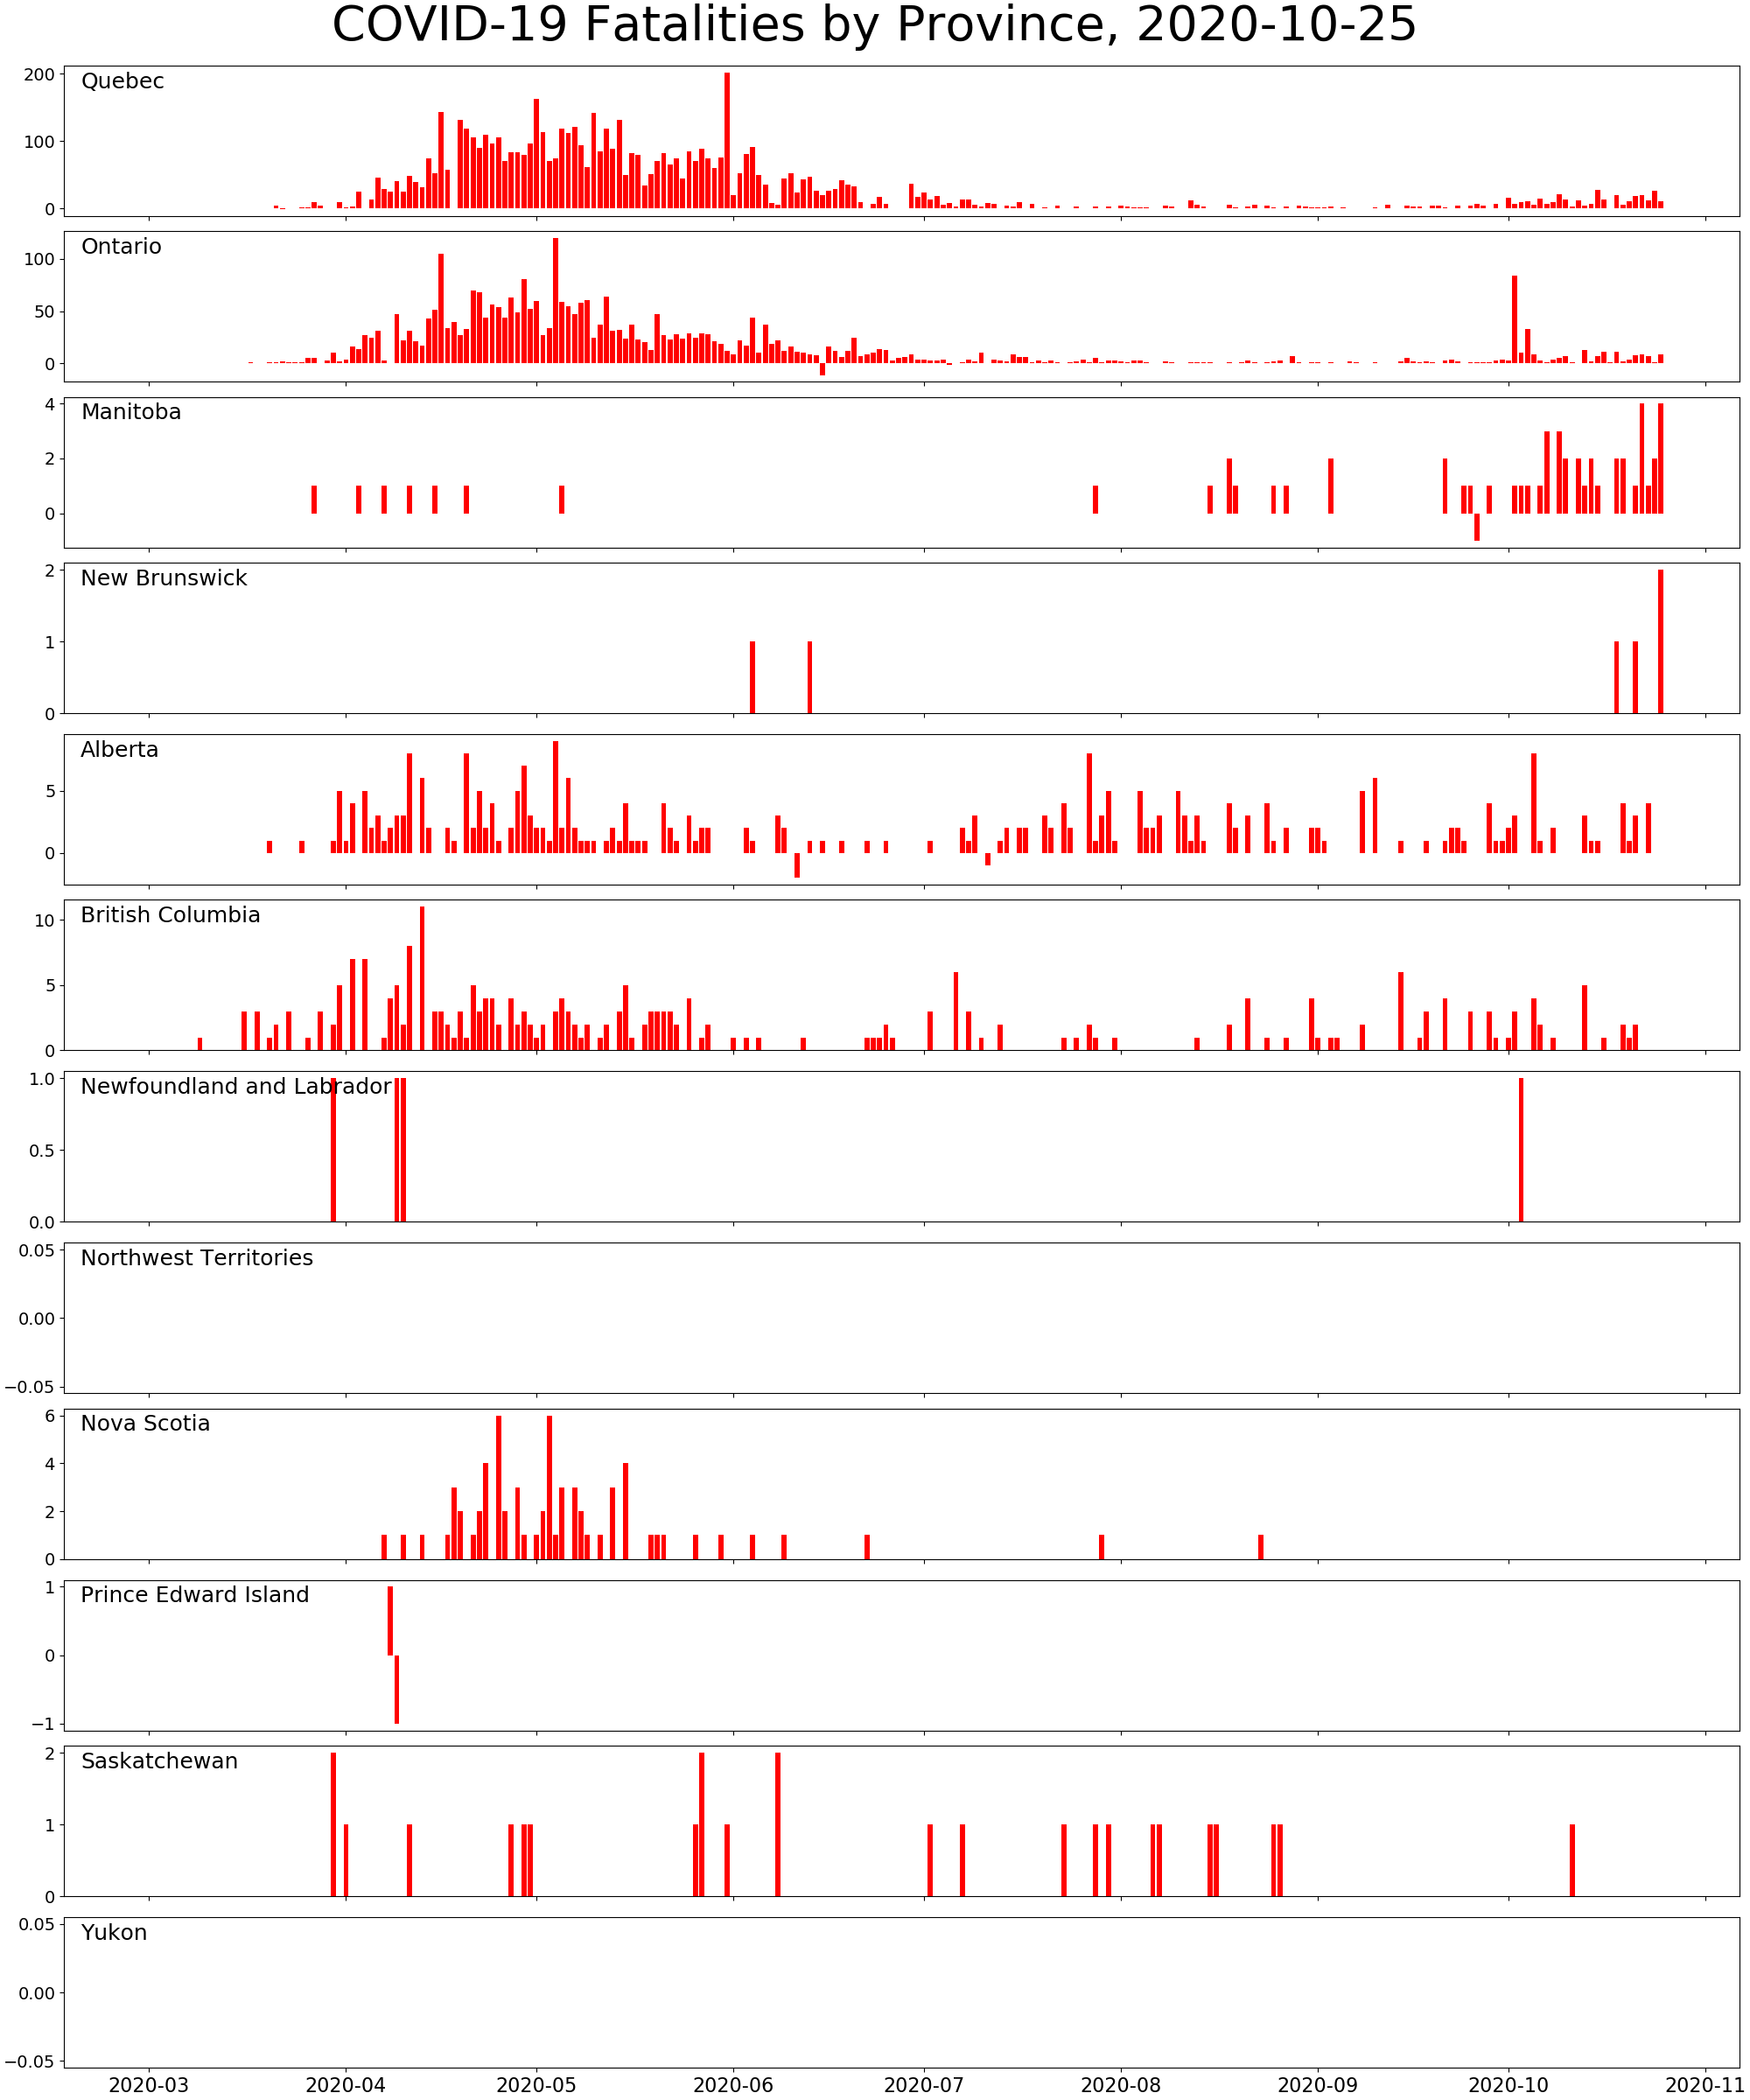 COVID-19 Fatalities by Province, 2020-10-25
Quebec
200
100
0
Ontario
100
50
0
Manitoba
4
2
0
New Brunswick
2
1
0
Alberta
5
0
British Columbia
10
5
0
Newfoundland and Labrador
1.0
0.5
0.0
Northwest Territories
0.05
0.00
−0.05
Nova Scotia
6
4
2
0
Prince Edward Island
1
0
−1
Saskatchewan
2
1
0
Yukon
0.05
0.00
−0.05
2020-03 2020-04 2020-05 2020-06 2020-07 2020-08 2020-09 2020-10 2020-11